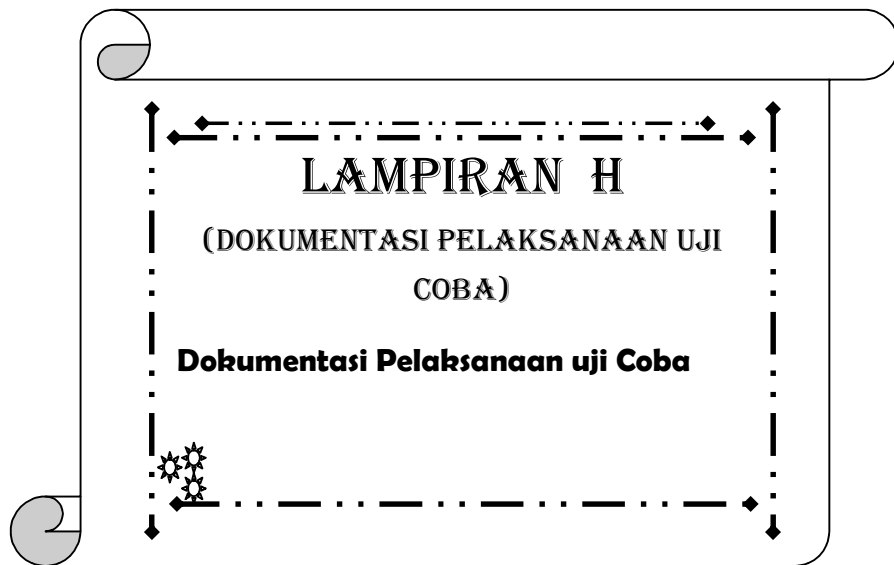 LAMPIRAN H
(DOKUMENTASI PELAKSANAAN UJI
COBA)
Dokumentasi Pelaksanaan uji Coba